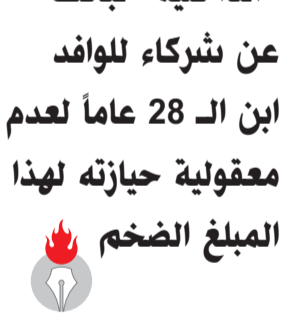 عن شركاء للوافد
ابن الـ 28 عاماً لعدم
معقولية حيازته لهذا
المبلغ الضخم